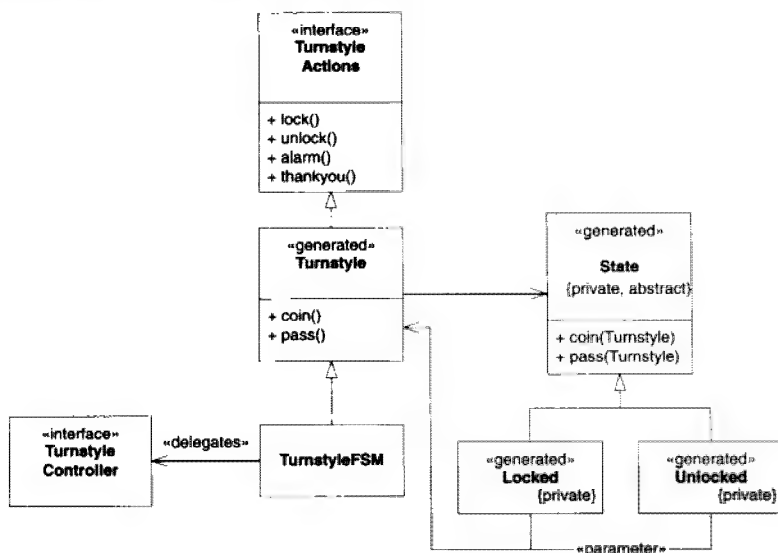 «interface»
Turnstyle
Actions
+ lock()
+ unlock()
+ alarm()
+ thankyou()
«generated»
Turnstyle
+ coin()
+ pass()
«generated»
State
{private, abstract}
+ coin(Turnstyle)
+ pass(Turnstyle)
«interface»
Turnstyle
Controller
«delegates»
TurnstyleFSM
«generated»
Locked
{private}
«generated»
Unlocked
{private}
«parameter»